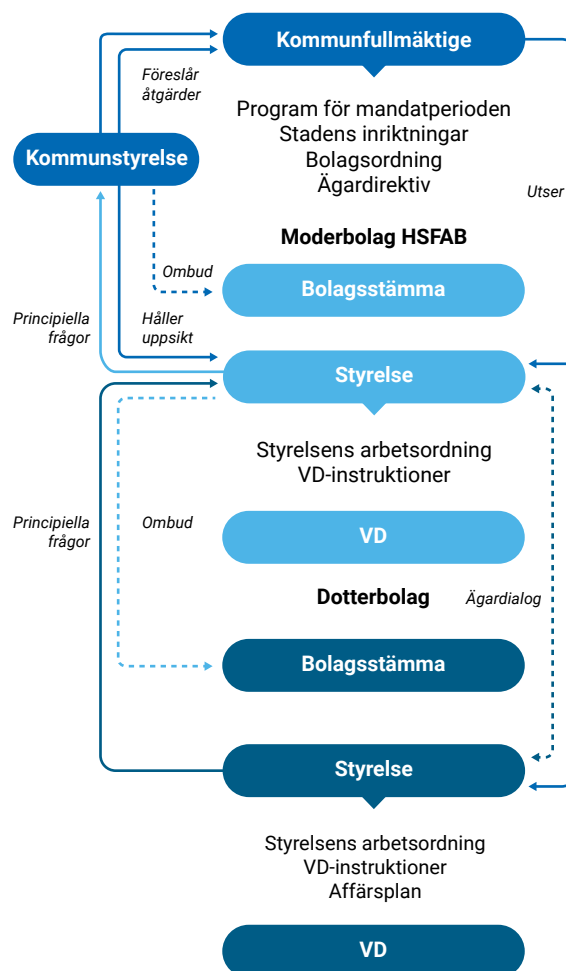 Kommunfullmäktige
Föreslår
åtgärder
Program för mandatperioden
Stadens inriktningar
Bolagsordning
Ägardirektiv
Kommunstyrelse
Utser
Moderbolag HSFAB
Ombud
Bolagsstämma
Principiella
frågor
Håller
uppsikt
Styrelse
Styrelsens arbetsordning
VD-instruktioner
Principiella
frågor
Ombud
VD
Dotterbolag
Ägardialog
Bolagsstämma
Styrelse
Styrelsens arbetsordning
VD-instruktioner
Affärsplan
VD